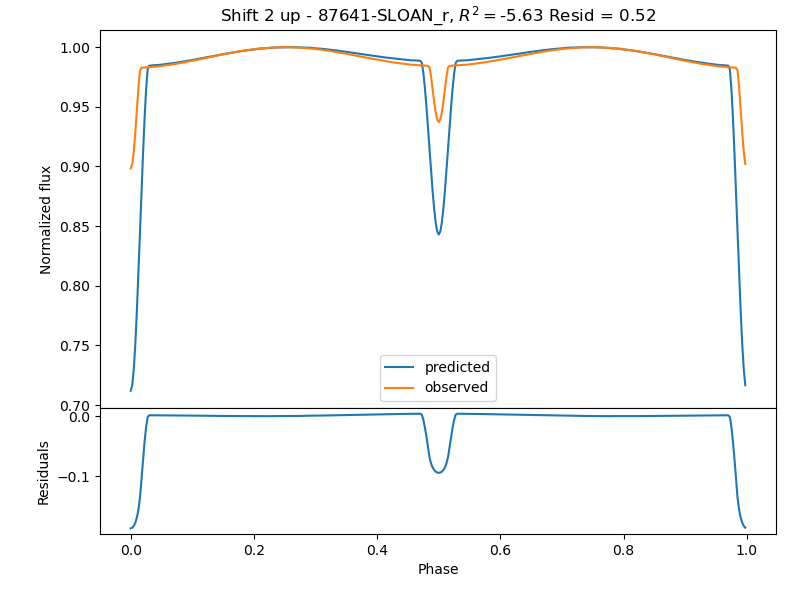 Shift 2 up - 87641-SLOAN_r, R² = -5.63 Resid = 0.52
Normalized flux
1.00
0.95
0.90
0.85
0.80
0.75
0.70
predicted
observed
Residuals
0.0
−0.1
0.0
0.2
0.4
0.6
0.8
1.0
Phase